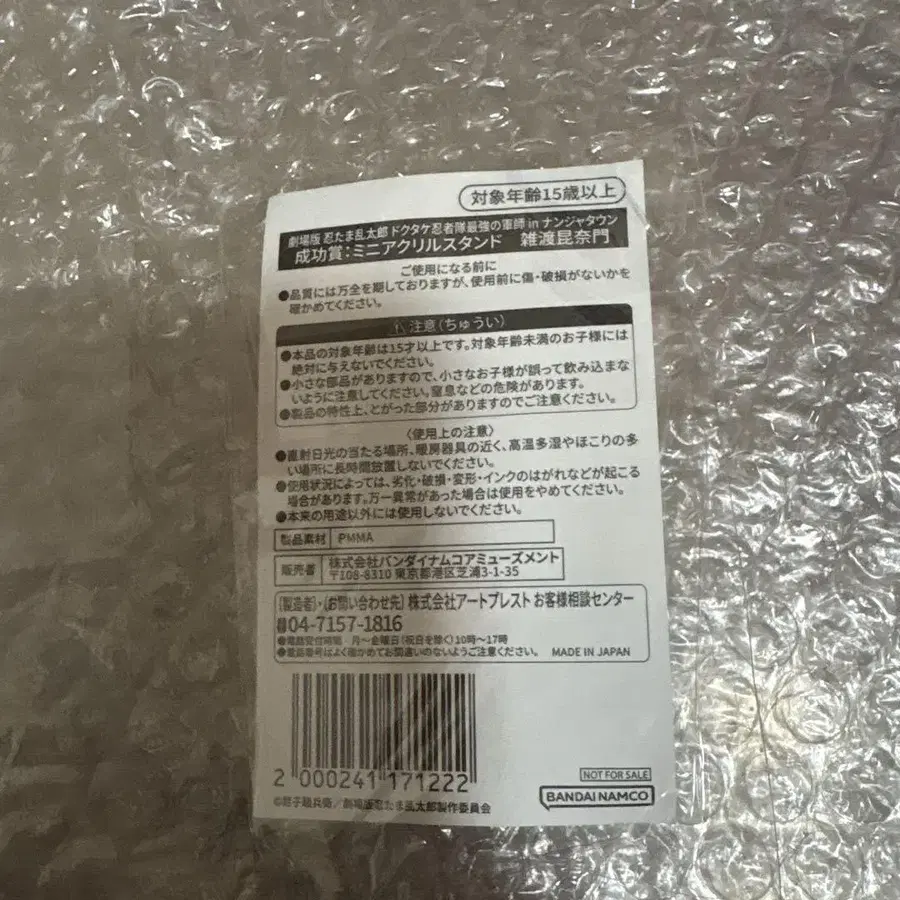 対象年齢15歳以上
劇場版 忍たま乱太郎 ドクタケ忍者隊最強の軍師 in ナンジャタウン
成功賞:ミニアクリルスタンド 雑渡昆奈門
ご使用になる前に
●品質には万全を期しておりますが、使用前に傷・破損がないかを
確かめてください。
⚠ 注意(ちゅうい)
●本品の対象年齢は15才以上です。対象年齢未満のお子様には
絶対に与えないでください。
●小さな部品がありますので、小さなお子様が誤って飲み込まな
いように注意してください。窒息などの危険があります。
●製品の特性上、とがった部分がありますのでご注意ください。
〈使用上の注意〉
●直射日光の当たる場所、暖房器具の近く、高温多湿やほこりの多
い場所に長時間放置しないでください。
●使用状況によっては、劣化・破損・変形・インクのはがれなどが起こる
場合があります。万一異常があった場合は使用をやめてください。
●本来の用途以外には使用しないでください。
製品素材 PMMA
販売者 株式会社バンダイナムコアミューズメント
〒108-8310 東京都港区芝浦3-1-35
〔製造者〕・〔お問い合わせ先〕 株式会社アートプレスト お客様相談センター
☎04-7157-1816
●電話受付時間 月~金曜日(祝日を除く)10時~17時
●電話番号はよく確かめてお間違いのないようご注意ください。 MADE IN JAPAN
2 000241 171222
NOT FOR SALE
BANDAI NAMCO
©尼子騒兵衛/劇場版忍たま乱太郎製作委員会